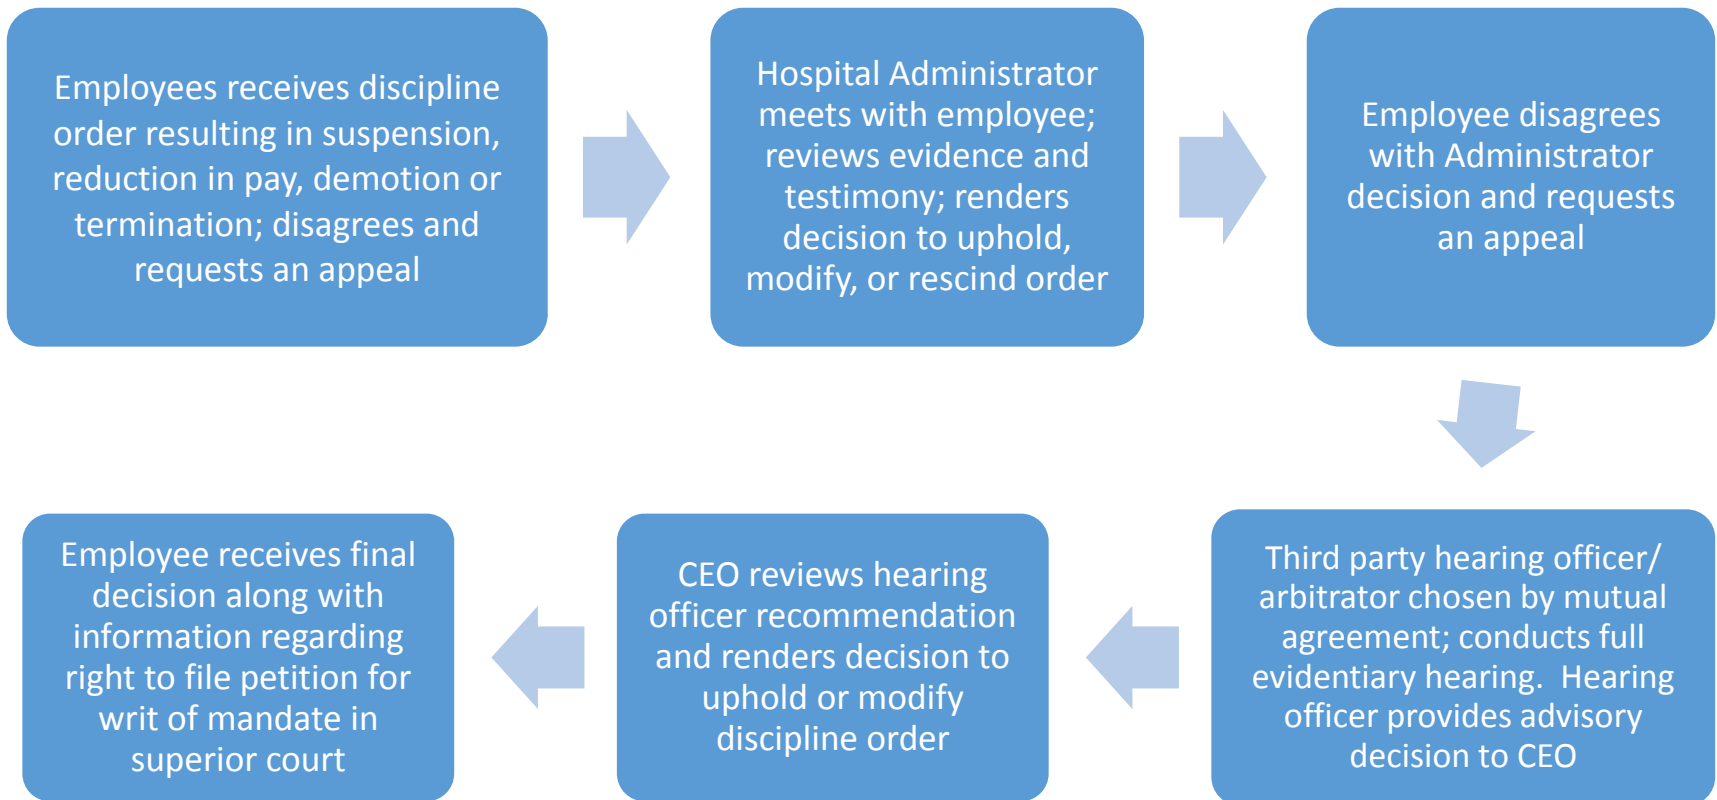 Employees receives discipline
order resulting in suspension,
reduction in pay, demotion or
termination; disagrees and
requests an appeal
Hospital Administrator
meets with employee;
reviews evidence and
testimony; renders
decision to uphold,
modify, or rescind order
Employee disagrees
with Administrator
decision and requests
an appeal
Third party hearing officer/
arbitrator chosen by mutual
agreement; conducts full
evidentiary hearing.  Hearing
officer provides advisory
decision to CEO
CEO reviews hearing
officer recommendation
and renders decision to
uphold or modify
discipline order
Employee receives final
decision along with
information regarding
right to file petition for
writ of mandate in
superior court